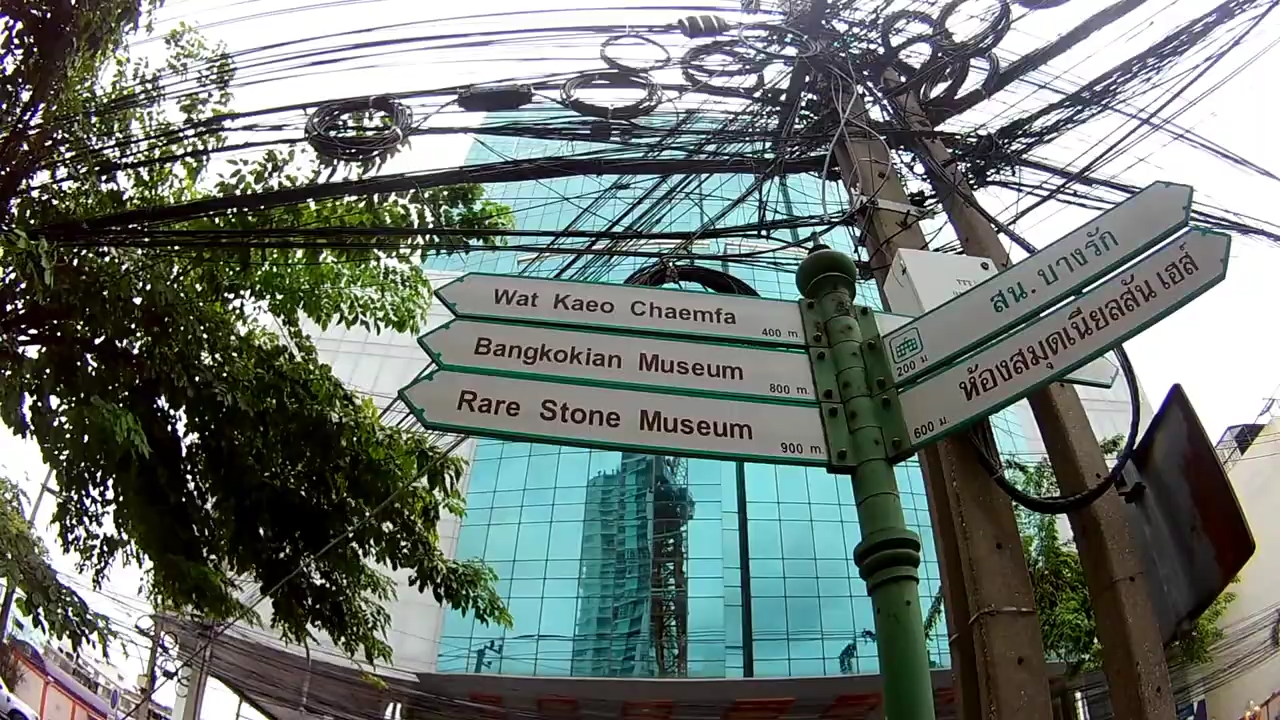 Wat Kaeo Chaemfa
400 m.
Bangkokian Museum
800 m.
Rare Stone Museum
900 m.
สน. บางรัก
200 ม
ห้องสมุดเนียลสัน เฮส์
600 ม.